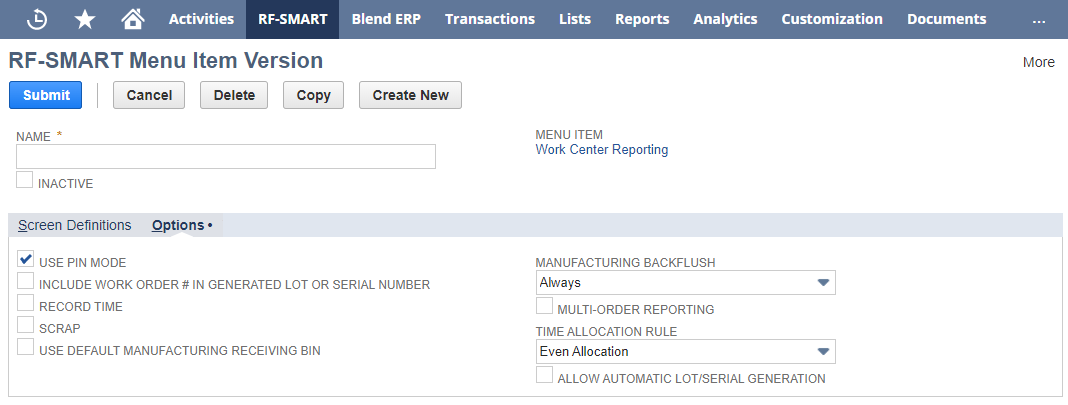 Activities RF-SMART Blend ERP Transactions Lists Reports Analytics Customization Documents ...
RF-SMART Menu Item Version
More
Submit Cancel Delete Copy Create New
NAME *
INACTIVE
MENU ITEM
Work Center Reporting
Screen Definitions Options •
USE PIN MODE
INCLUDE WORK ORDER # IN GENERATED LOT OR SERIAL NUMBER
RECORD TIME
SCRAP
USE DEFAULT MANUFACTURING RECEIVING BIN
MANUFACTURING BACKFLUSH
Always
MULTI-ORDER REPORTING
TIME ALLOCATION RULE
Even Allocation
ALLOW AUTOMATIC LOT/SERIAL GENERATION